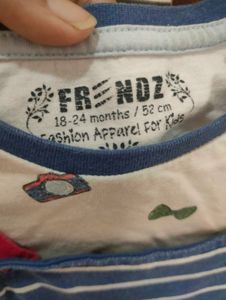 FRENDZ
18-24 months / 52 cm
Fashion Apparel For Kids